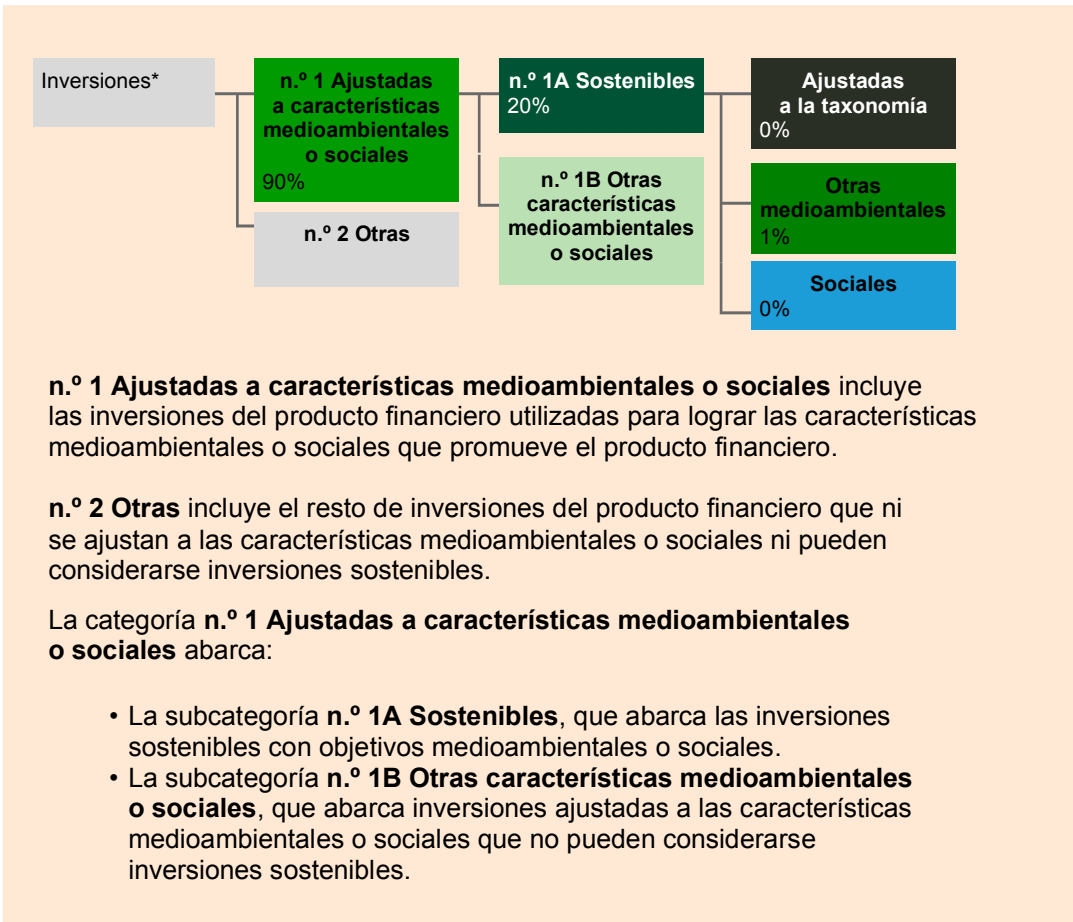 Inversiones*
n.º 1 Ajustadas
a características
medioambientales
o sociales
90%
n.º 2 Otras
n.º 1A Sostenibles
20%
n.º 1B Otras
características
medioambientales
o sociales
Ajustadas
a la taxonomía
0%
Otras
medioambientales
1%
Sociales
0%
n.º 1 Ajustadas a características medioambientales o sociales incluye
las inversiones del producto financiero utilizadas para lograr las características
medioambientales o sociales que promueve el producto financiero.
n.º 2 Otras incluye el resto de inversiones del producto financiero que ni
se ajustan a las características medioambientales o sociales ni pueden
considerarse inversiones sostenibles.
La categoría n.º 1 Ajustadas a características medioambientales
o sociales abarca:
• La subcategoría n.º 1A Sostenibles, que abarca las inversiones
sostenibles con objetivos medioambientales o sociales.
• La subcategoría n.º 1B Otras características medioambientales
o sociales, que abarca inversiones ajustadas a las características
medioambientales o sociales que no pueden considerarse
inversiones sostenibles.